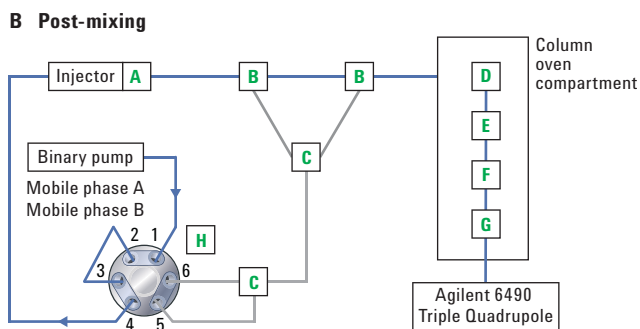 B Post-mixing
Injector A
B
B
Column
oven
compartment
D
E
F
G
C
Binary pump
Mobile phase A
Mobile phase B
H
2 1
3
6
4 5
C
Agilent 6490
Triple Quadrupole